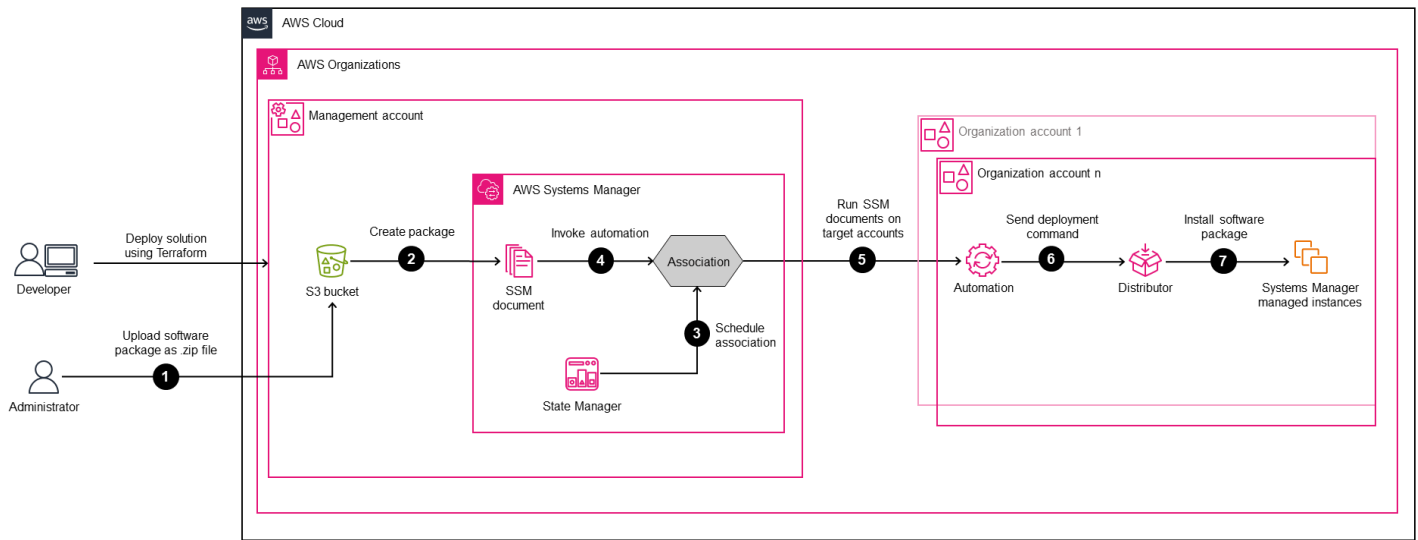 aws
AWS Cloud
AWS Organizations
Management account
Organization account 1
Organization account n
AWS Systems Manager
Developer
Deploy solution
using Terraform
S3 bucket
Create package
2
SSM
document
Invoke automation
4
Association
Run SSM
documents on
target accounts
5
Automation
Send deployment
command
6
Distributor
Install software
package
7
Systems Manager
managed instances
3
Schedule
association
State Manager
Administrator
Upload software
package as .zip file
1